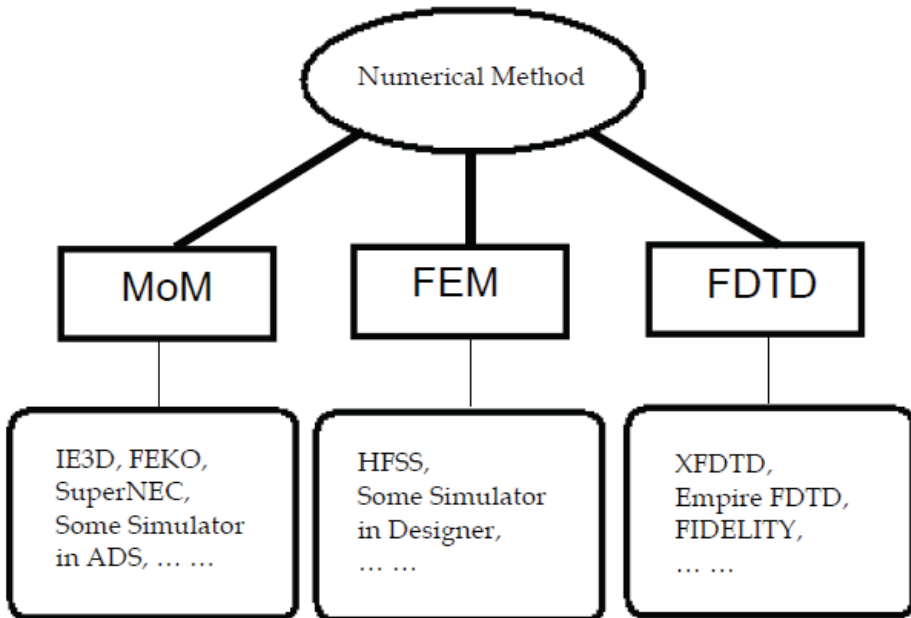 Numerical Method
MoM
FEM
FDTD
IE3D, FEKO,
SuperNEC,
Some Simulator
in ADS, ... ...
HFSS,
Some Simulator
in Designer,
... ...
XFDTD,
Empire FDTD,
FIDELITY,
... ...